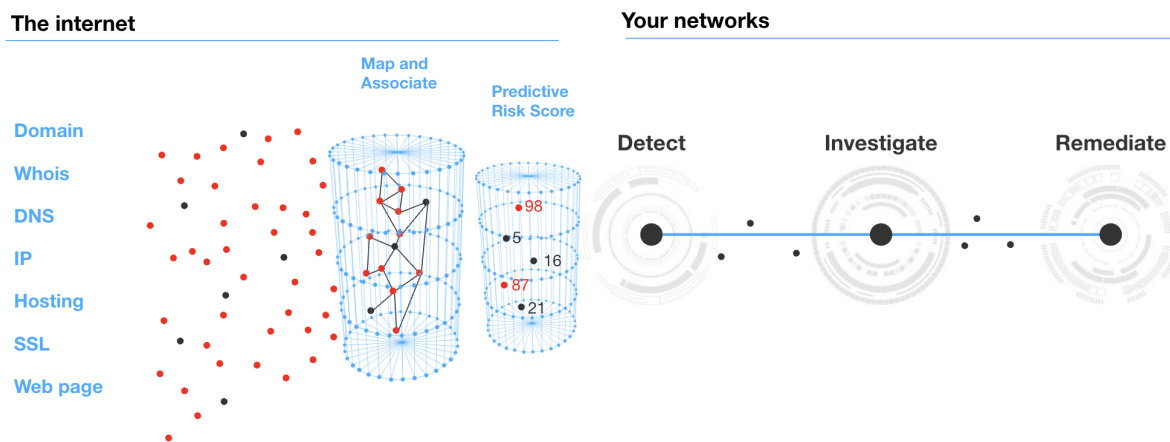 The internet
Your networks
Map and
Associate
Predictive
Risk Score
Domain
Whois
DNS
IP
Hosting
SSL
Web page
98
5
16
87
21
Detect
Investigate
Remediate